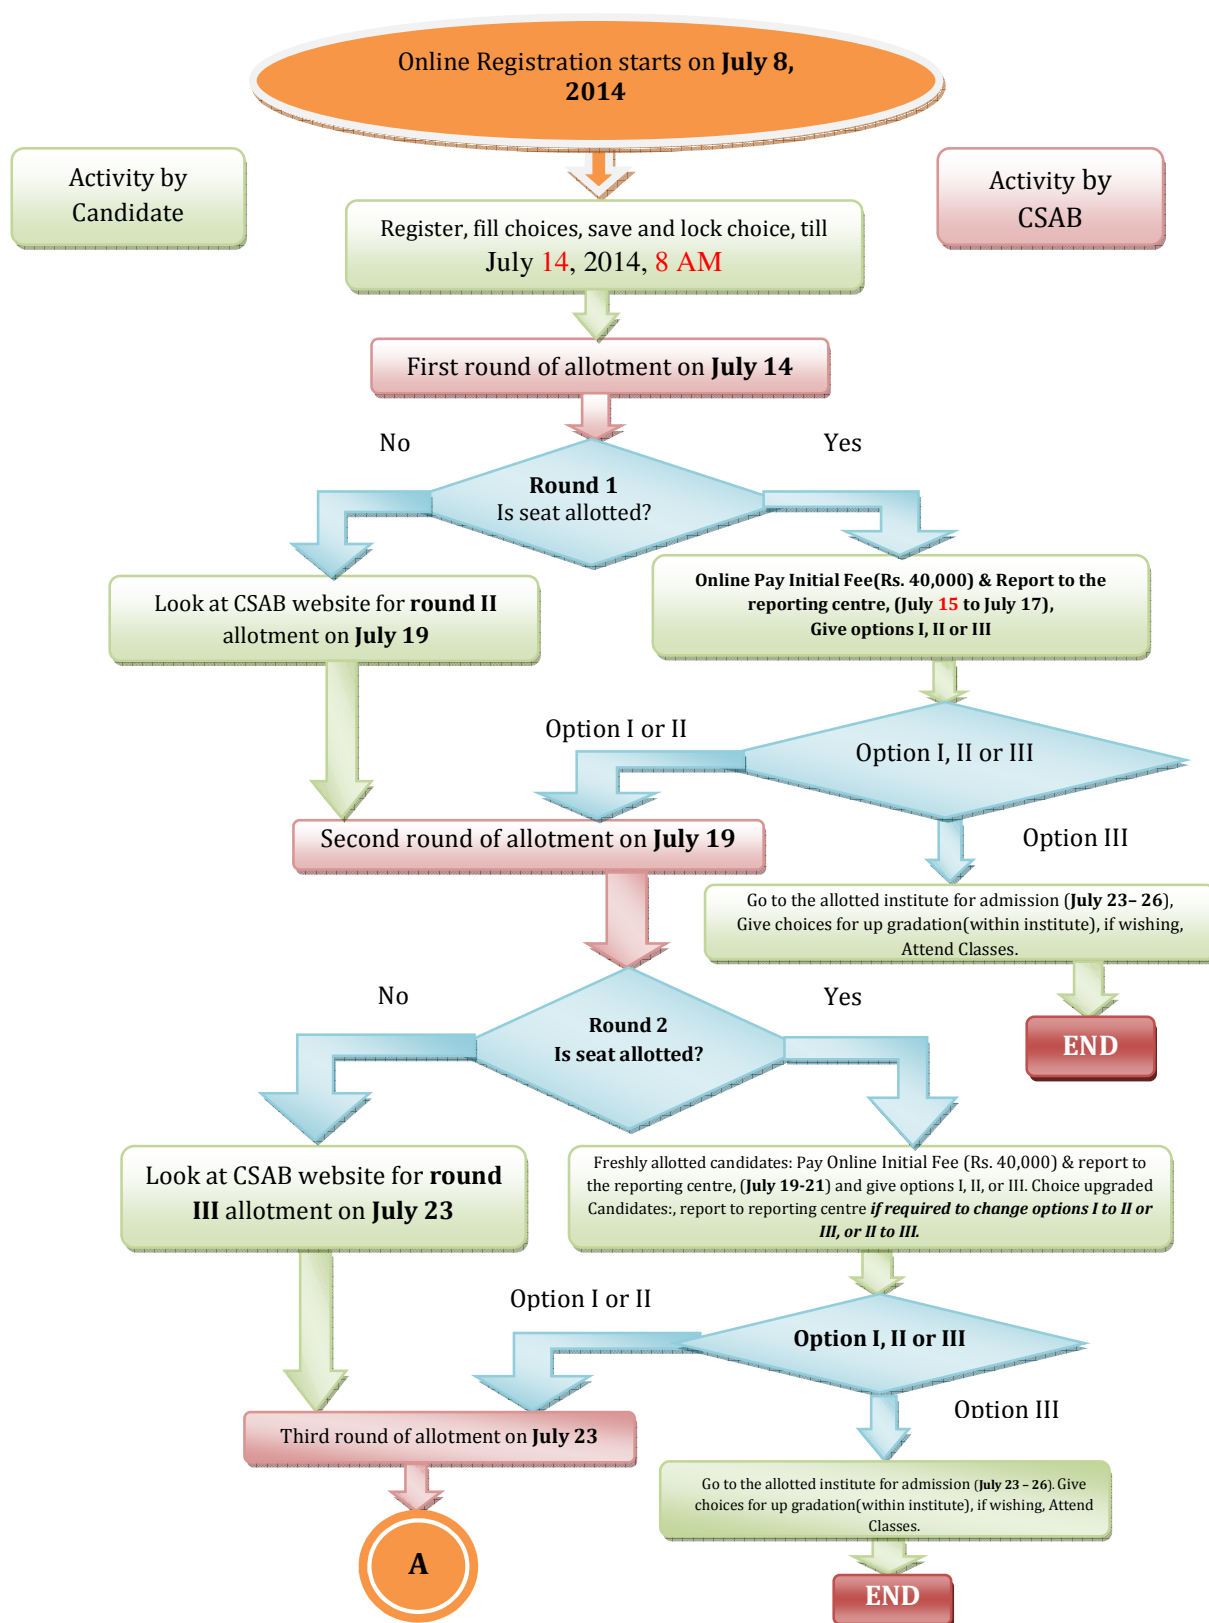 Online Registration starts on July 8,
2014
Activity by
Candidate
Activity by
CSAB
Register, fill choices, save and lock choice, till
July 14, 2014, 8 AM
First round of allotment on July 14
No
Yes
Round 1
Is seat allotted?
Look at CSAB website for round II
allotment on July 19
Online Pay Initial Fee(Rs. 40,000) & Report to the
reporting centre, (July 15 to July 17),
Give options I, II or III
Option I or II
Option I, II or III
Second round of allotment on July 19
Option III
Go to the allotted institute for admission (July 23– 26),
Give choices for up gradation(within institute), if wishing,
Attend Classes.
No
Yes
Round 2
Is seat allotted?
END
Look at CSAB website for round
III allotment on July 23
Freshly allotted candidates: Pay Online Initial Fee (Rs. 40,000) & report to
the reporting centre, (July 19-21) and give options I, II, or III. Choice upgraded
Candidates:, report to reporting centre if required to change options I to II or
III, or II to III.
Option I or II
Option I, II or III
Option III
Third round of allotment on July 23
Go to the allotted institute for admission (July 23 – 26). Give
choices for up gradation(within institute), if wishing, Attend
Classes.
A
END